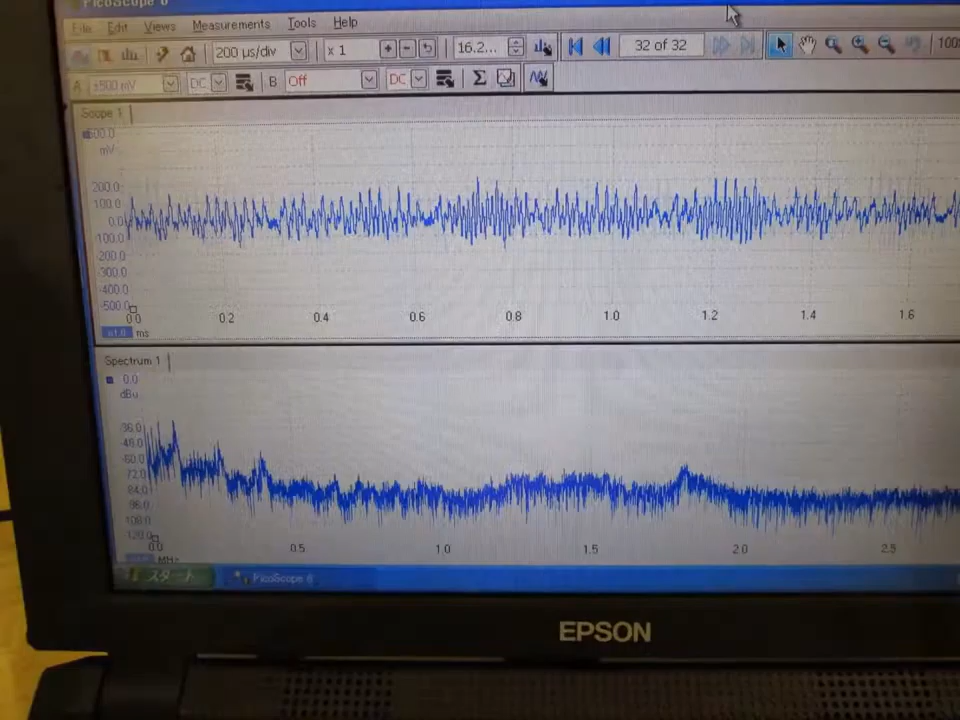 PicoScope 6
File Edit Views Measurements Tools Help
200 µs/div x 1 16.2... 32 of 32 100%
A ±500 mV DC B Off DC Σ
Scope 1
500.0
mV
200.0
100.0
0.0
100.0
-200.0
-300.0
-400.0
-500.0
0.0 0.2 0.4 0.6 0.8 1.0 1.2 1.4 1.6
x1.0 ms
Spectrum 1
0.0
dBu
-36.0
-48.0
-60.0
-72.0
-84.0
-96.0
-108.0
-120.0
0.0 0.5 1.0 1.5 2.0 2.5
MHz
スタート PicoScope 6
EPSON